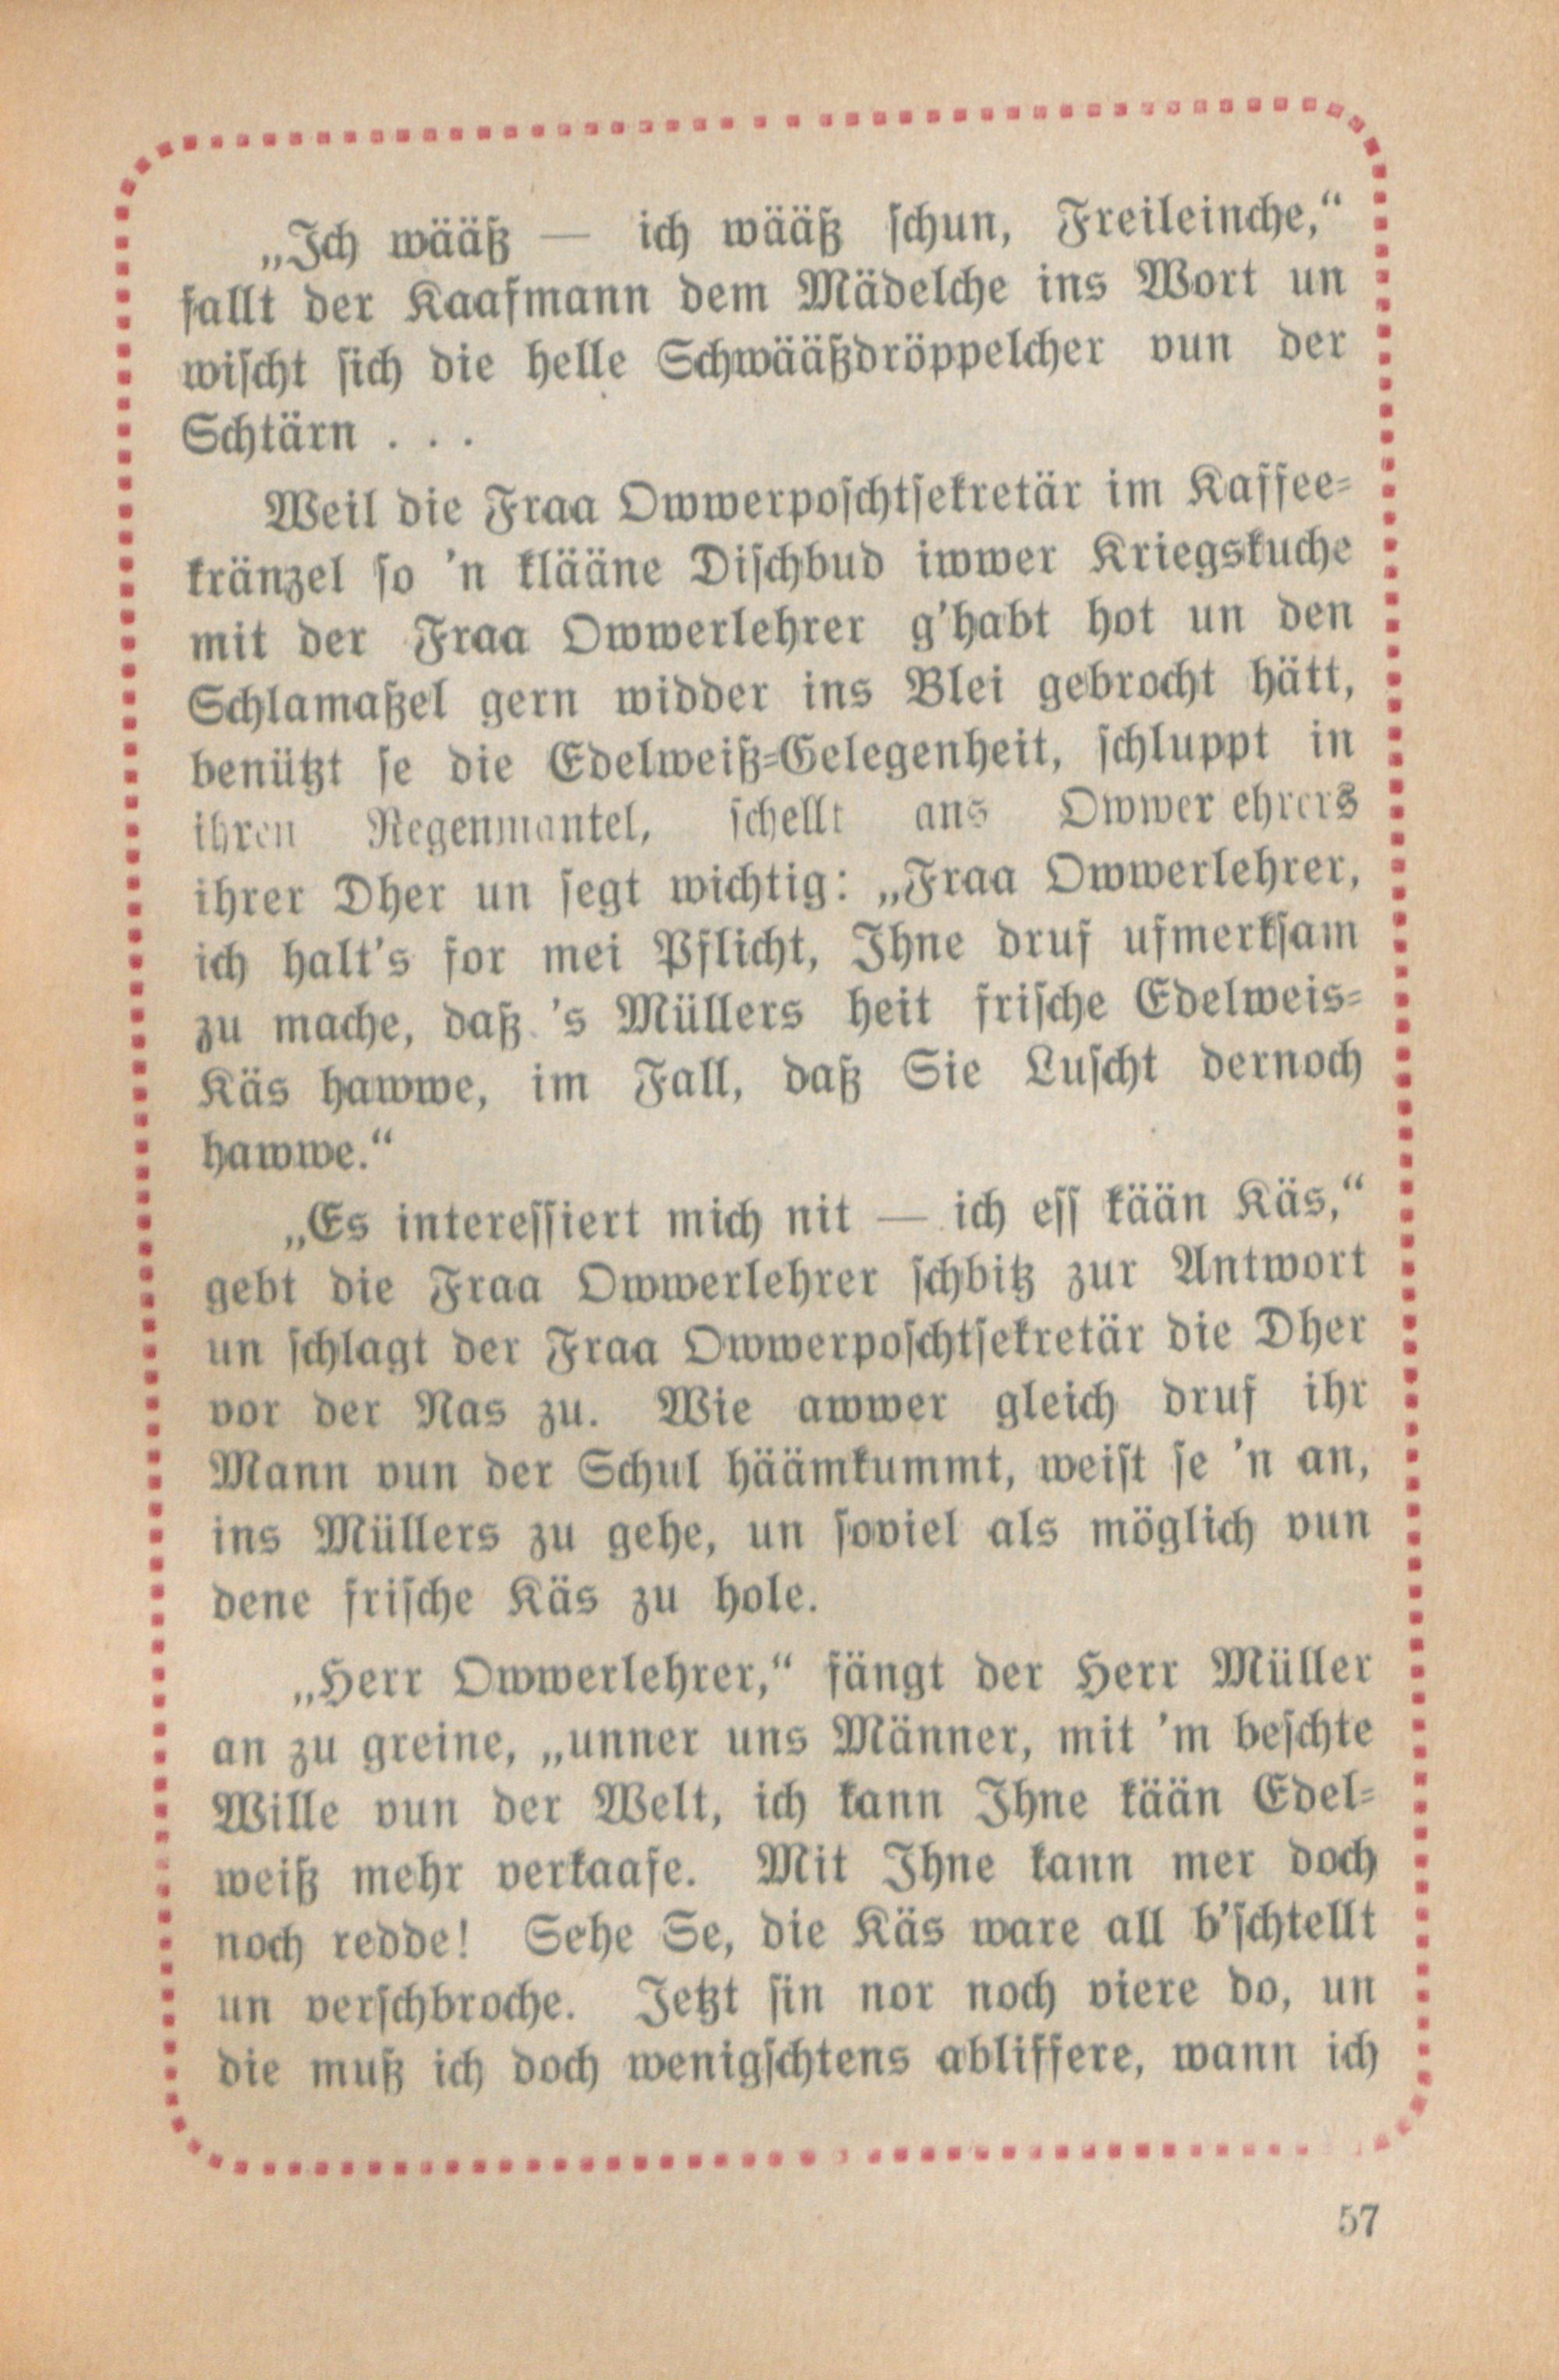 „Ich wääß — ich wääß schun, Freileinche,“
fallt der Kaafmann dem Mädelche ins Wort un
wischt sich die helle Schwääßdröppelcher vun der
Schtärn . . .
Weil die Fraa Owwerposchtsekretär im Kaffee-
kränzel so ’n klääne Dischbud iwwer Kriegskuche
mit der Fraa Owwerlehrer g’habt hot un den
Schlamaßel gern widder ins Blei gebrocht hätt,
benützt se die Edelweiß-Gelegenheit, schluppt in
ihren Regenmantel, schellt ans Owwer ehrers
ihrer Dher un segt wichtig: „Fraa Owwerlehrer,
ich halt’s for mei Pflicht, Ihne druf ufmerksam
zu mache, daß ’s Müllers heit frische Edelweis-
Käs hawwe, im Fall, daß Sie Luscht dernoch
hawwe.“
„Es interessiert mich nit — ich ess kään Käs,“
gebt die Fraa Owwerlehrer schbitz zur Antwort
un schlagt der Fraa Owwerposchtsekretär die Dher
vor der Nas zu. Wie awwer gleich druf ihr
Mann vun der Schul häämkummt, weist se ’n an,
ins Müllers zu gehe, un soviel als möglich vun
dene frische Käs zu hole.
„Herr Owwerlehrer,“ fängt der Herr Müller
an zu greine, „unner uns Männer, mit ’m beschte
Wille vun der Welt, ich kann Ihne kään Edel-
weiß mehr verkaafe. Mit Ihne kann mer doch
noch redde! Sehe Se, die Käs ware all b’schtellt
un verschbroche. Jetzt sin nor noch viere do, un
die muß ich doch wenigschtens abliffere, wann ich
57